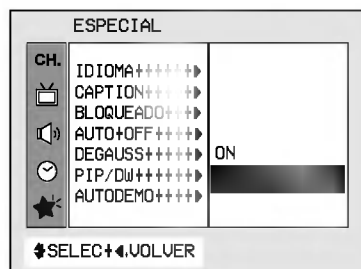 ESPECIAL
CH.
IDIOMA
CAPTION
BLOQUEADO
AUTO OFF
DEGAUSS ON
PIP/DW
AUTODEMO
SELEC VOLVER